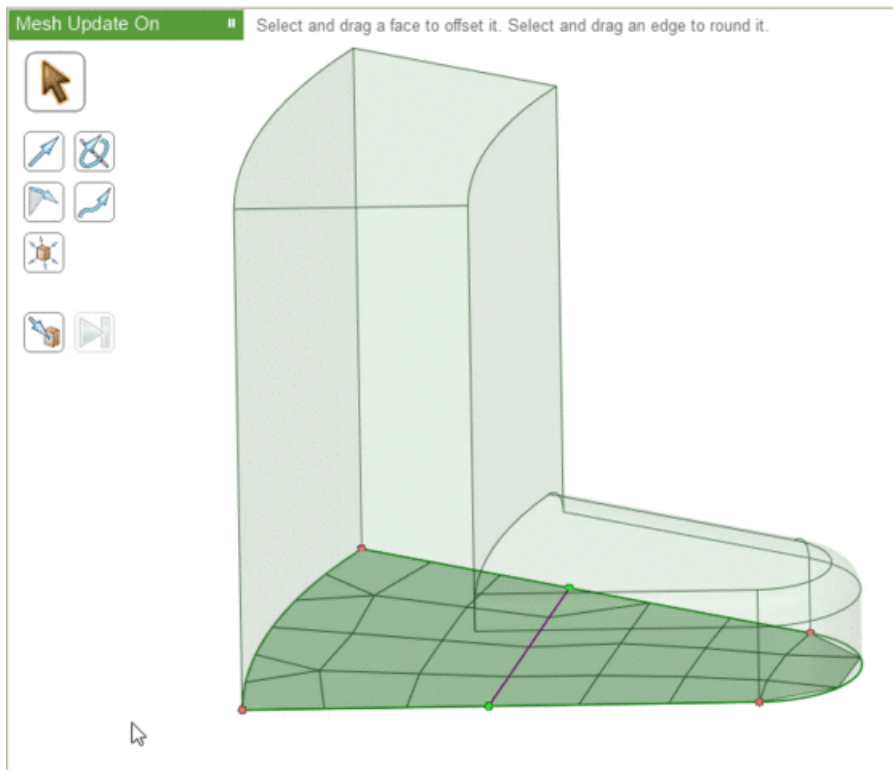 Mesh Update On
Select and drag a face to offset it. Select and drag an edge to round it.